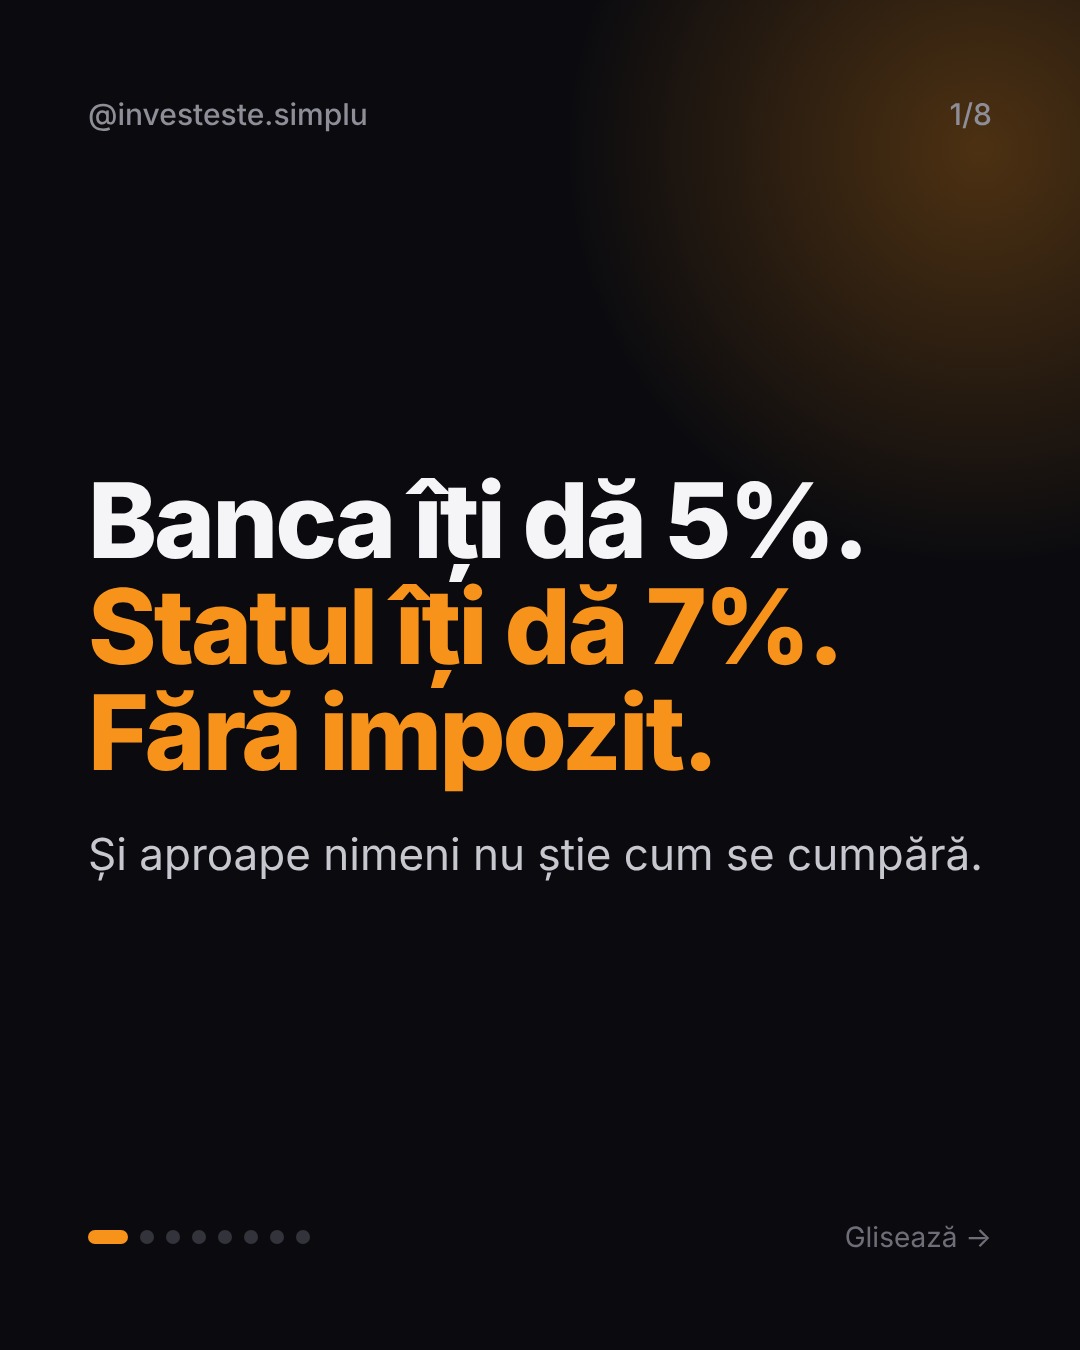 @investeste.simplu
1/8
Banca îți dă 5%.
Statul îți dă 7%.
Fără impozit.
Și aproape nimeni nu știe cum se cumpără.
Glisează →